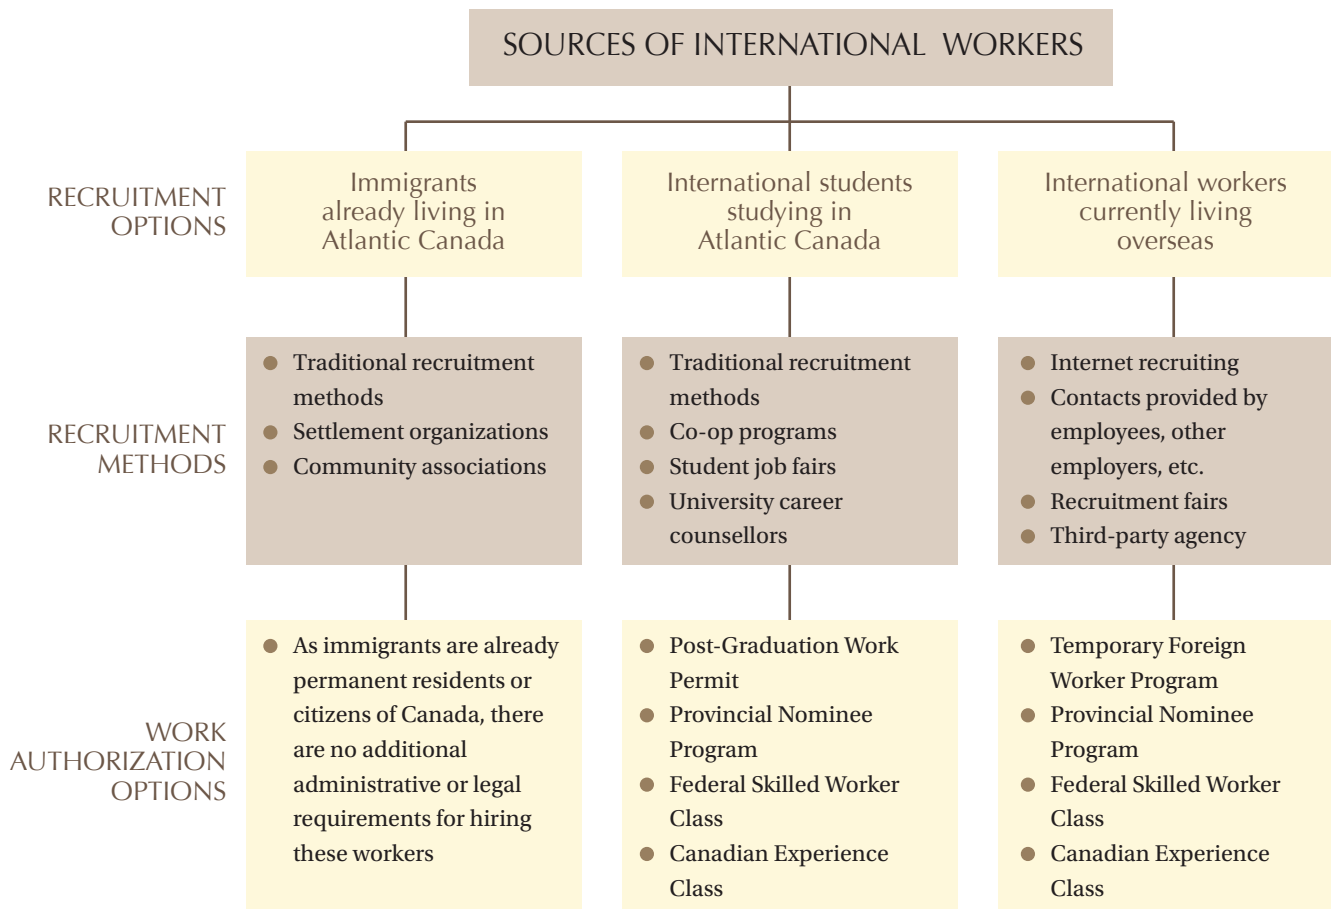 SOURCES OF INTERNATIONAL WORKERS
RECRUITMENT
OPTIONS
Immigrants
already living in
Atlantic Canada
International students
studying in
Atlantic Canada
International workers
currently living
overseas
RECRUITMENT
METHODS
Traditional recruitment
methods
Settlement organizations
Community associations
Traditional recruitment
methods
Co-op programs
Student job fairs
University career
counsellors
Internet recruiting
Contacts provided by
employees, other
employers, etc.
Recruitment fairs
Third-party agency
WORK
AUTHORIZATION
OPTIONS
As immigrants are already
permanent residents or
citizens of Canada, there
are no additional
administrative or legal
requirements for hiring
these workers
Post-Graduation Work
Permit
Provincial Nominee
Program
Federal Skilled Worker
Class
Canadian Experience
Class
Temporary Foreign
Worker Program
Provincial Nominee
Program
Federal Skilled Worker
Class
Canadian Experience
Class